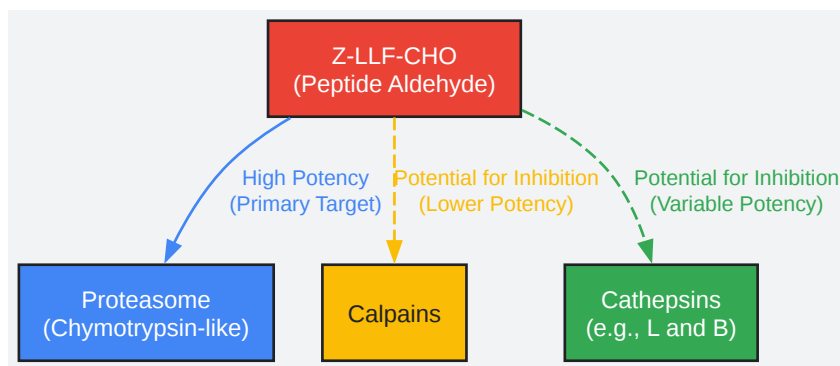 Z-LLF-CHO
(Peptide Aldehyde)
High Potency
(Primary Target)
Potential for Inhibition
(Lower Potency)
Potential for Inhibition
(Variable Potency)
Proteasome
(Chymotrypsin-like)
Calpains
Cathepsins
(e.g., L and B)